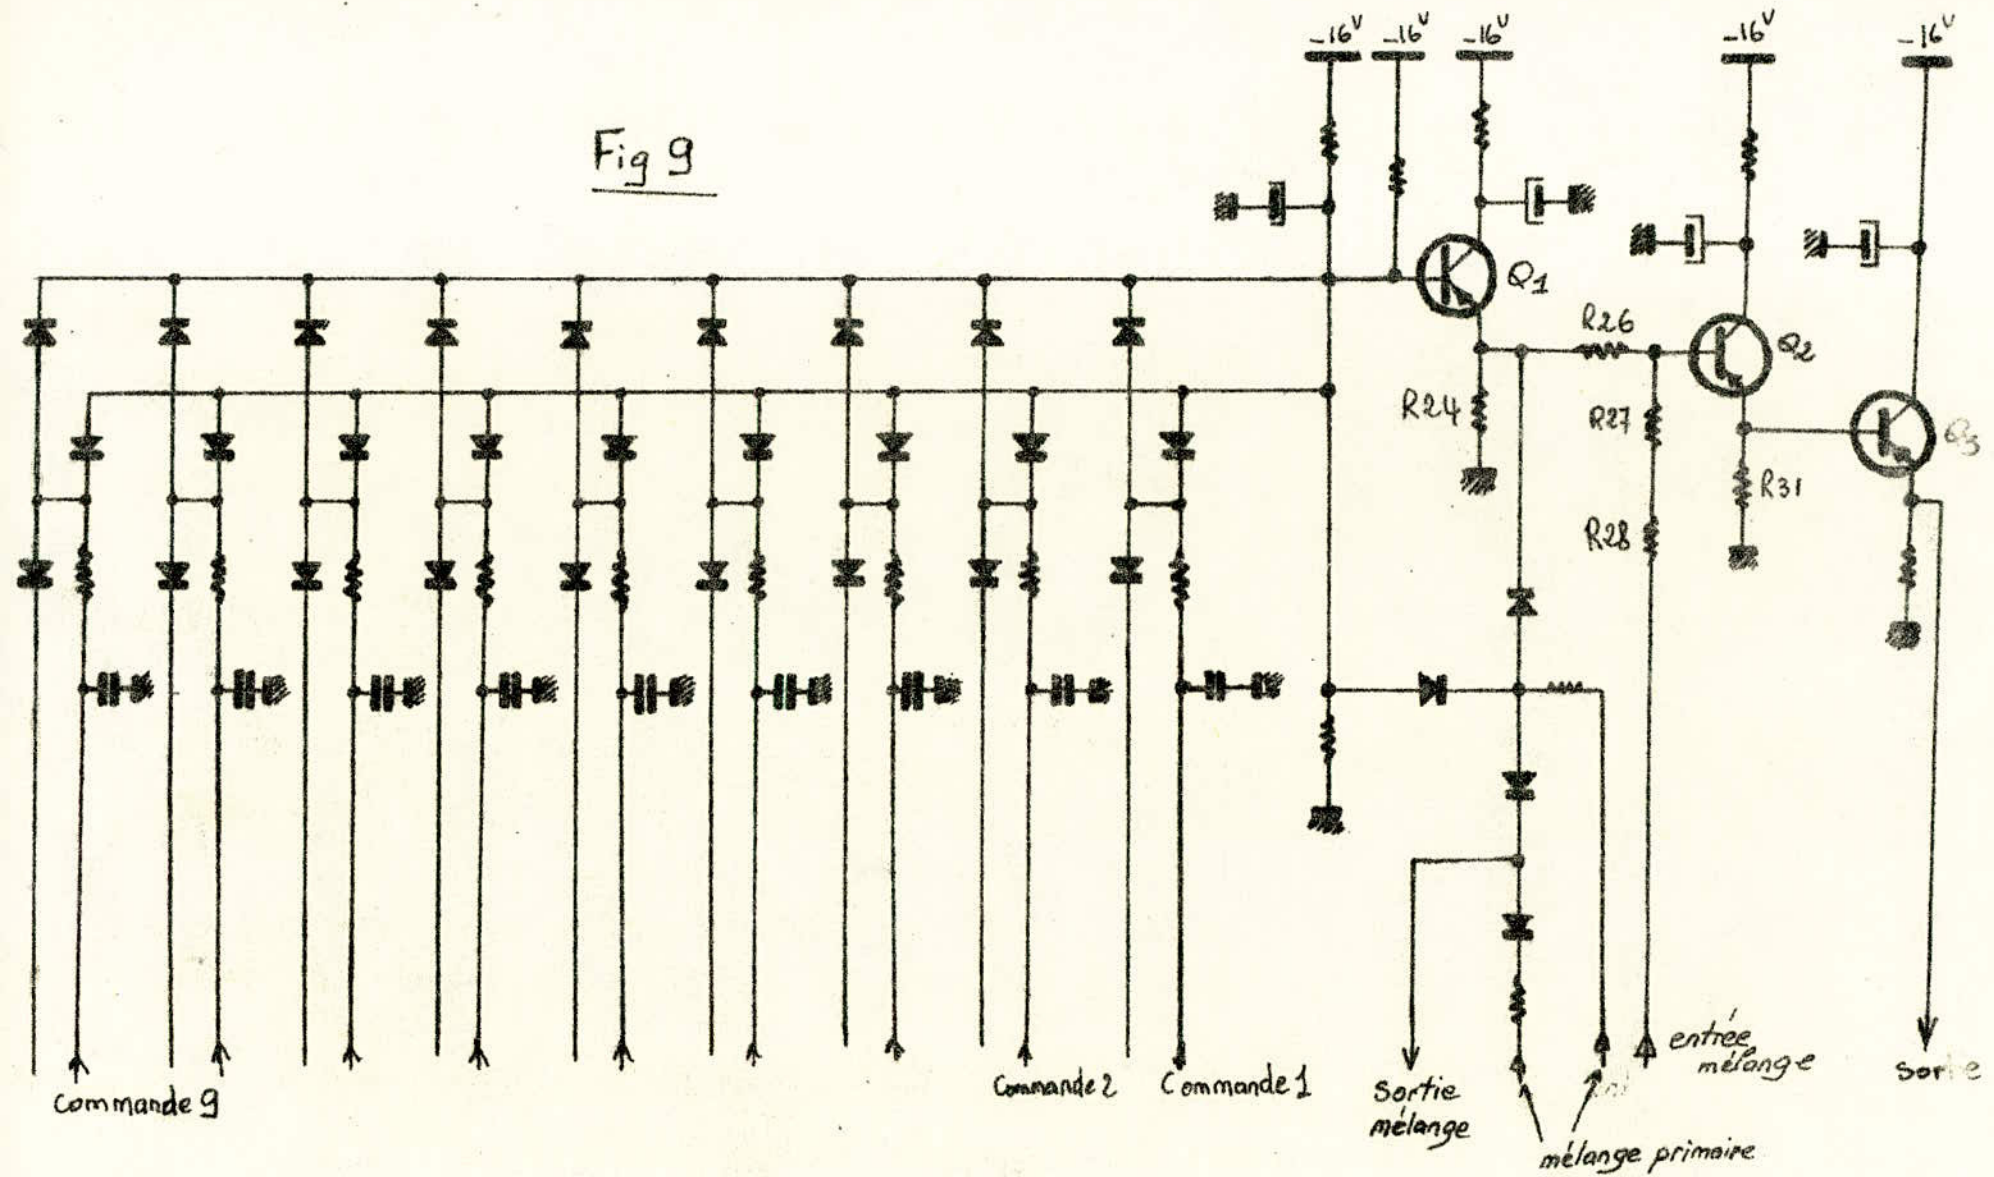 -16V
-16V
-16V
-16V
-16V
Fig 9
Q1
R26
Q2
R24
R27
Q3
R31
R28
entrée
mélange
Sortie
Commande 2
Commande 1
Sortie
mélange
Commande 9
mélange primaire